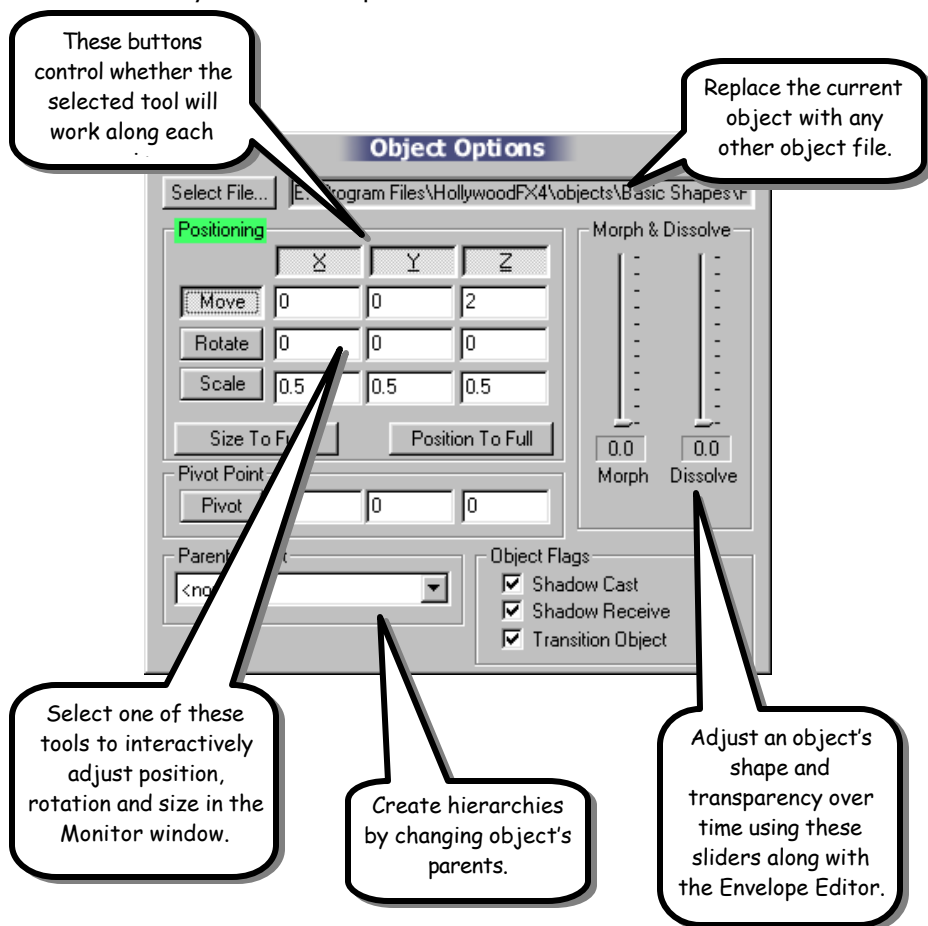 These buttons
control whether the
selected tool will
work along each
Replace the current
object with any
other object file.
Object Options
Select File...
Program Files\HollywoodFX4\objects\Basic Shapes\F
Positioning
X Y Z
Move 0 0 2
Rotate 0 0 0
Scale 0.5 0.5 0.5
Size To Position To Full
Morph & Dissolve
0.0 0.0
Morph Dissolve
Pivot Point
Pivot 0 0
Parent
Object Flags
Shadow Cast
Shadow Receive
Transition Object
Select one of these
tools to interactively
adjust position,
rotation and size in the
Monitor window.
Create hierarchies
by changing object's
parents.
Adjust an object's
shape and
transparency over
time using these
sliders along with
the Envelope Editor.